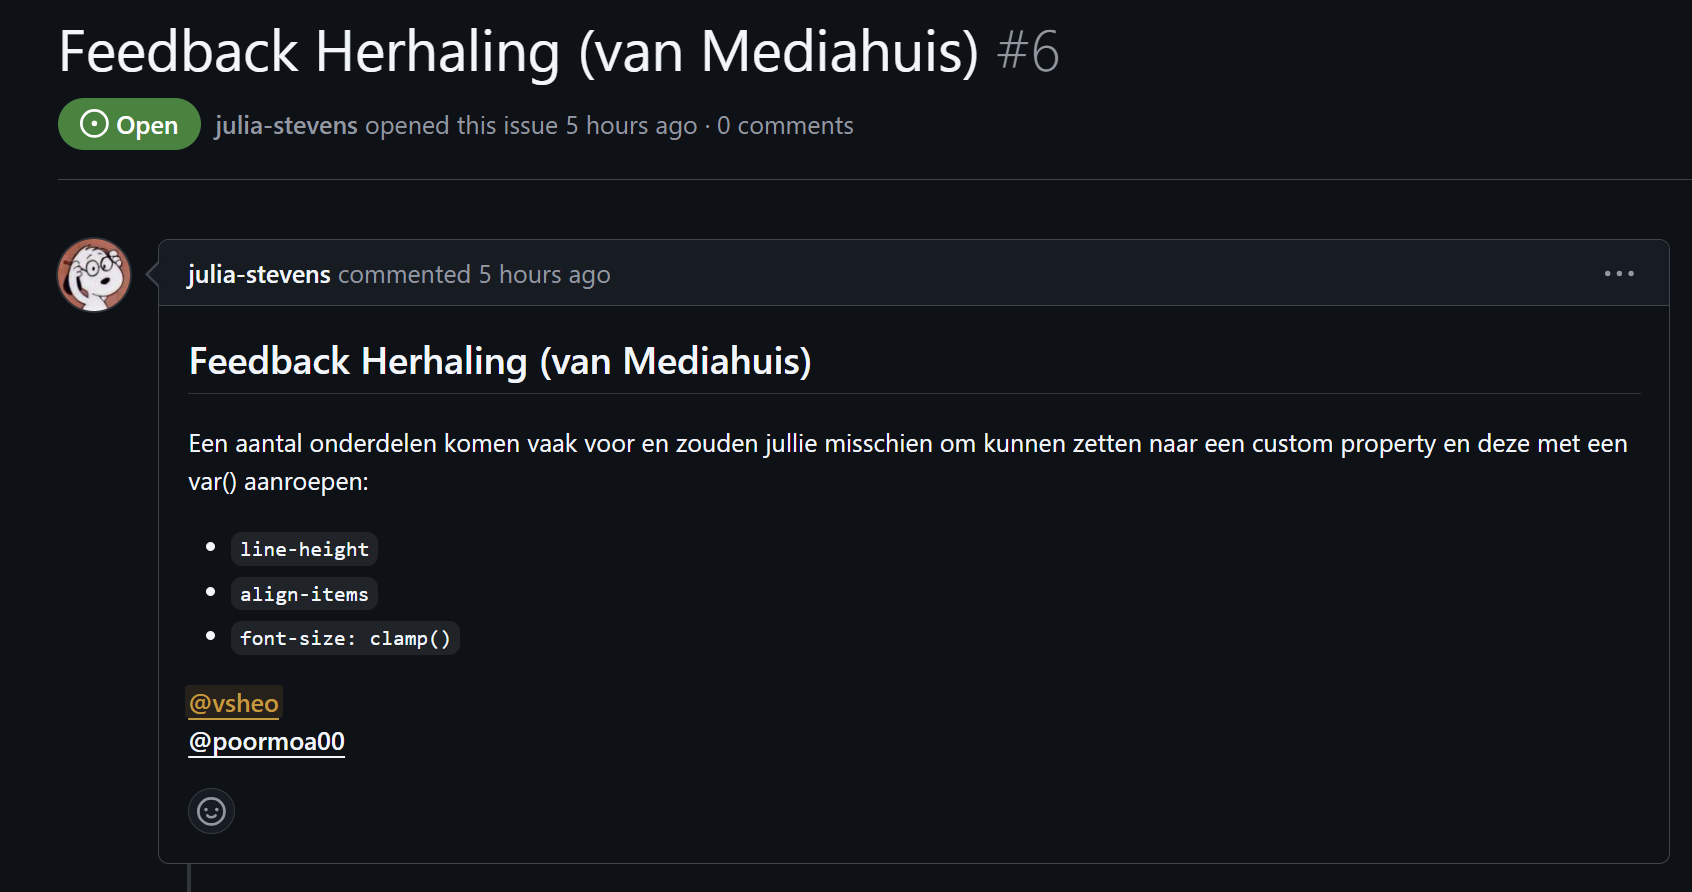 Feedback Herhaling (van Mediahuis) #6
Open julia-stevens opened this issue 5 hours ago · 0 comments
julia-stevens commented 5 hours ago
Feedback Herhaling (van Mediahuis)
Een aantal onderdelen komen vaak voor en zouden jullie misschien om kunnen zetten naar een custom property en deze met een
var() aanroepen:
line-height
align-items
font-size: clamp()
@vsheo
@poormoa00